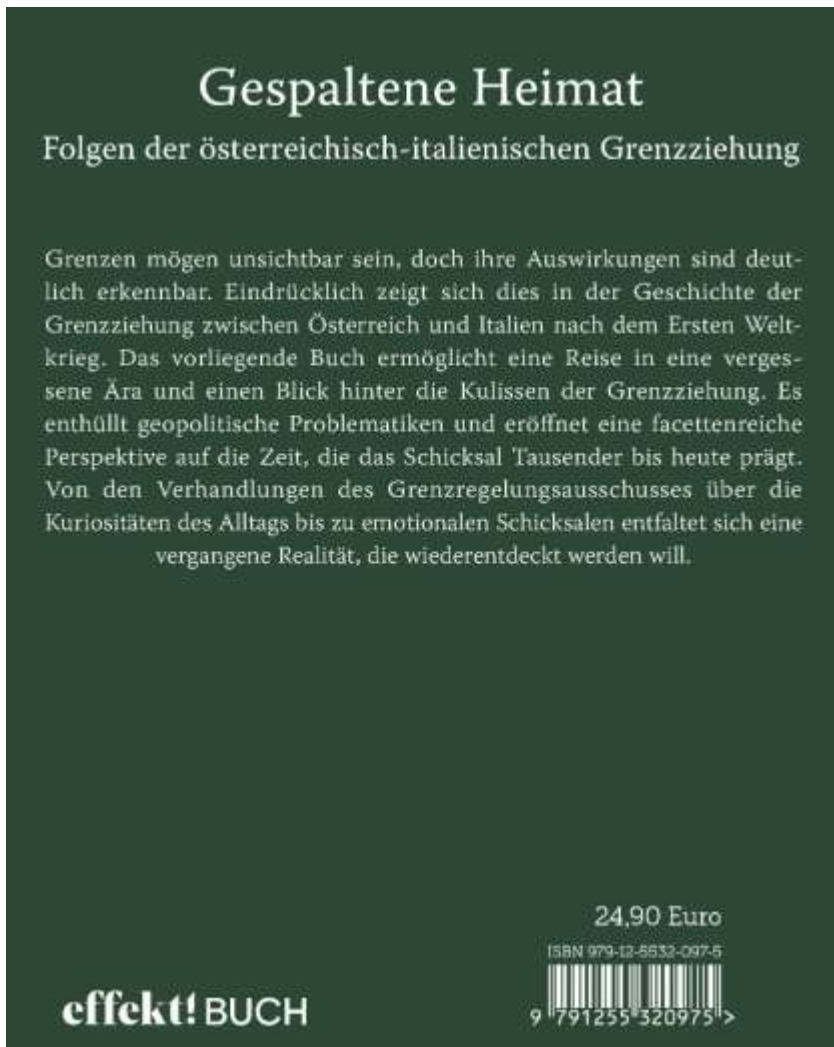 Gespaltene Heimat
Folgen der österreichisch-italienischen Grenzziehung
Grenzen mögen unsichtbar sein, doch ihre Auswirkungen sind deut-
lich erkennbar. Eindrücklich zeigt sich dies in der Geschichte der
Grenzziehung zwischen Österreich und Italien nach dem Ersten Welt-
krieg. Das vorliegende Buch ermöglicht eine Reise in eine verges-
sene Ära und einen Blick hinter die Kulissen der Grenzziehung. Es
enthüllt geopolitische Problematiken und eröffnet eine facettenreiche
Perspektive auf die Zeit, die das Schicksal Tausender bis heute prägt.
Von den Verhandlungen des Grenzregelungsausschusses über die
Kuriositäten des Alltags bis zu emotionalen Schicksalen entfaltet sich eine
vergangene Realität, die wiederentdeckt werden will.
24,90 Euro
ISBN 979-12-5532-097-5
9 791255 320975 >
effekt! BUCH